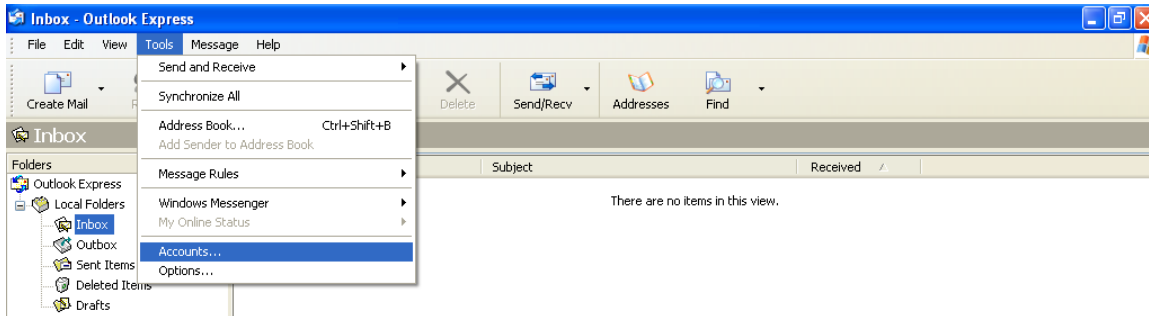 Inbox - Outlook Express
File Edit View Tools Message Help
Send and Receive
Synchronize All
Address Book... Ctrl+Shift+B
Add Sender to Address Book
Message Rules
Windows Messenger
My Online Status
Accounts...
Options...
Create Mail
Delete Send/Recv Addresses Find
Inbox
Folders
Subject Received
Outlook Express
Local Folders
Inbox
Outbox
Sent Items
Deleted Items
Drafts
There are no items in this view.